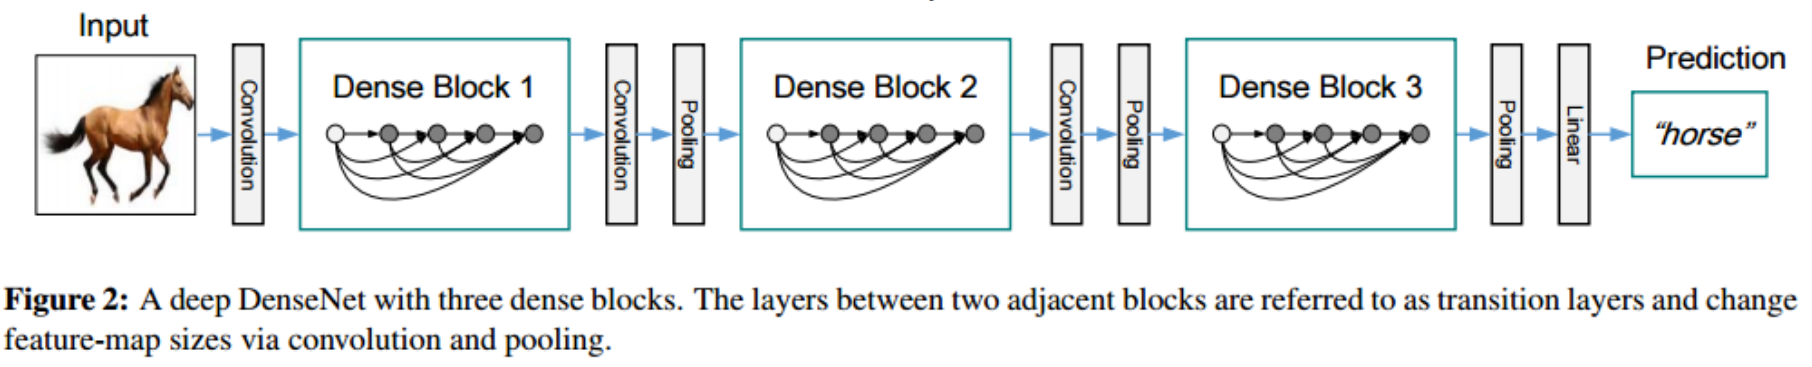 Input
Prediction
Convolution
Dense Block 1
Convolution
Pooling
Dense Block 2
Convolution
Pooling
Dense Block 3
Pooling
Linear
“horse”
Figure 2: A deep DenseNet with three dense blocks. The layers between two adjacent blocks are referred to as transition layers and change
feature-map sizes via convolution and pooling.